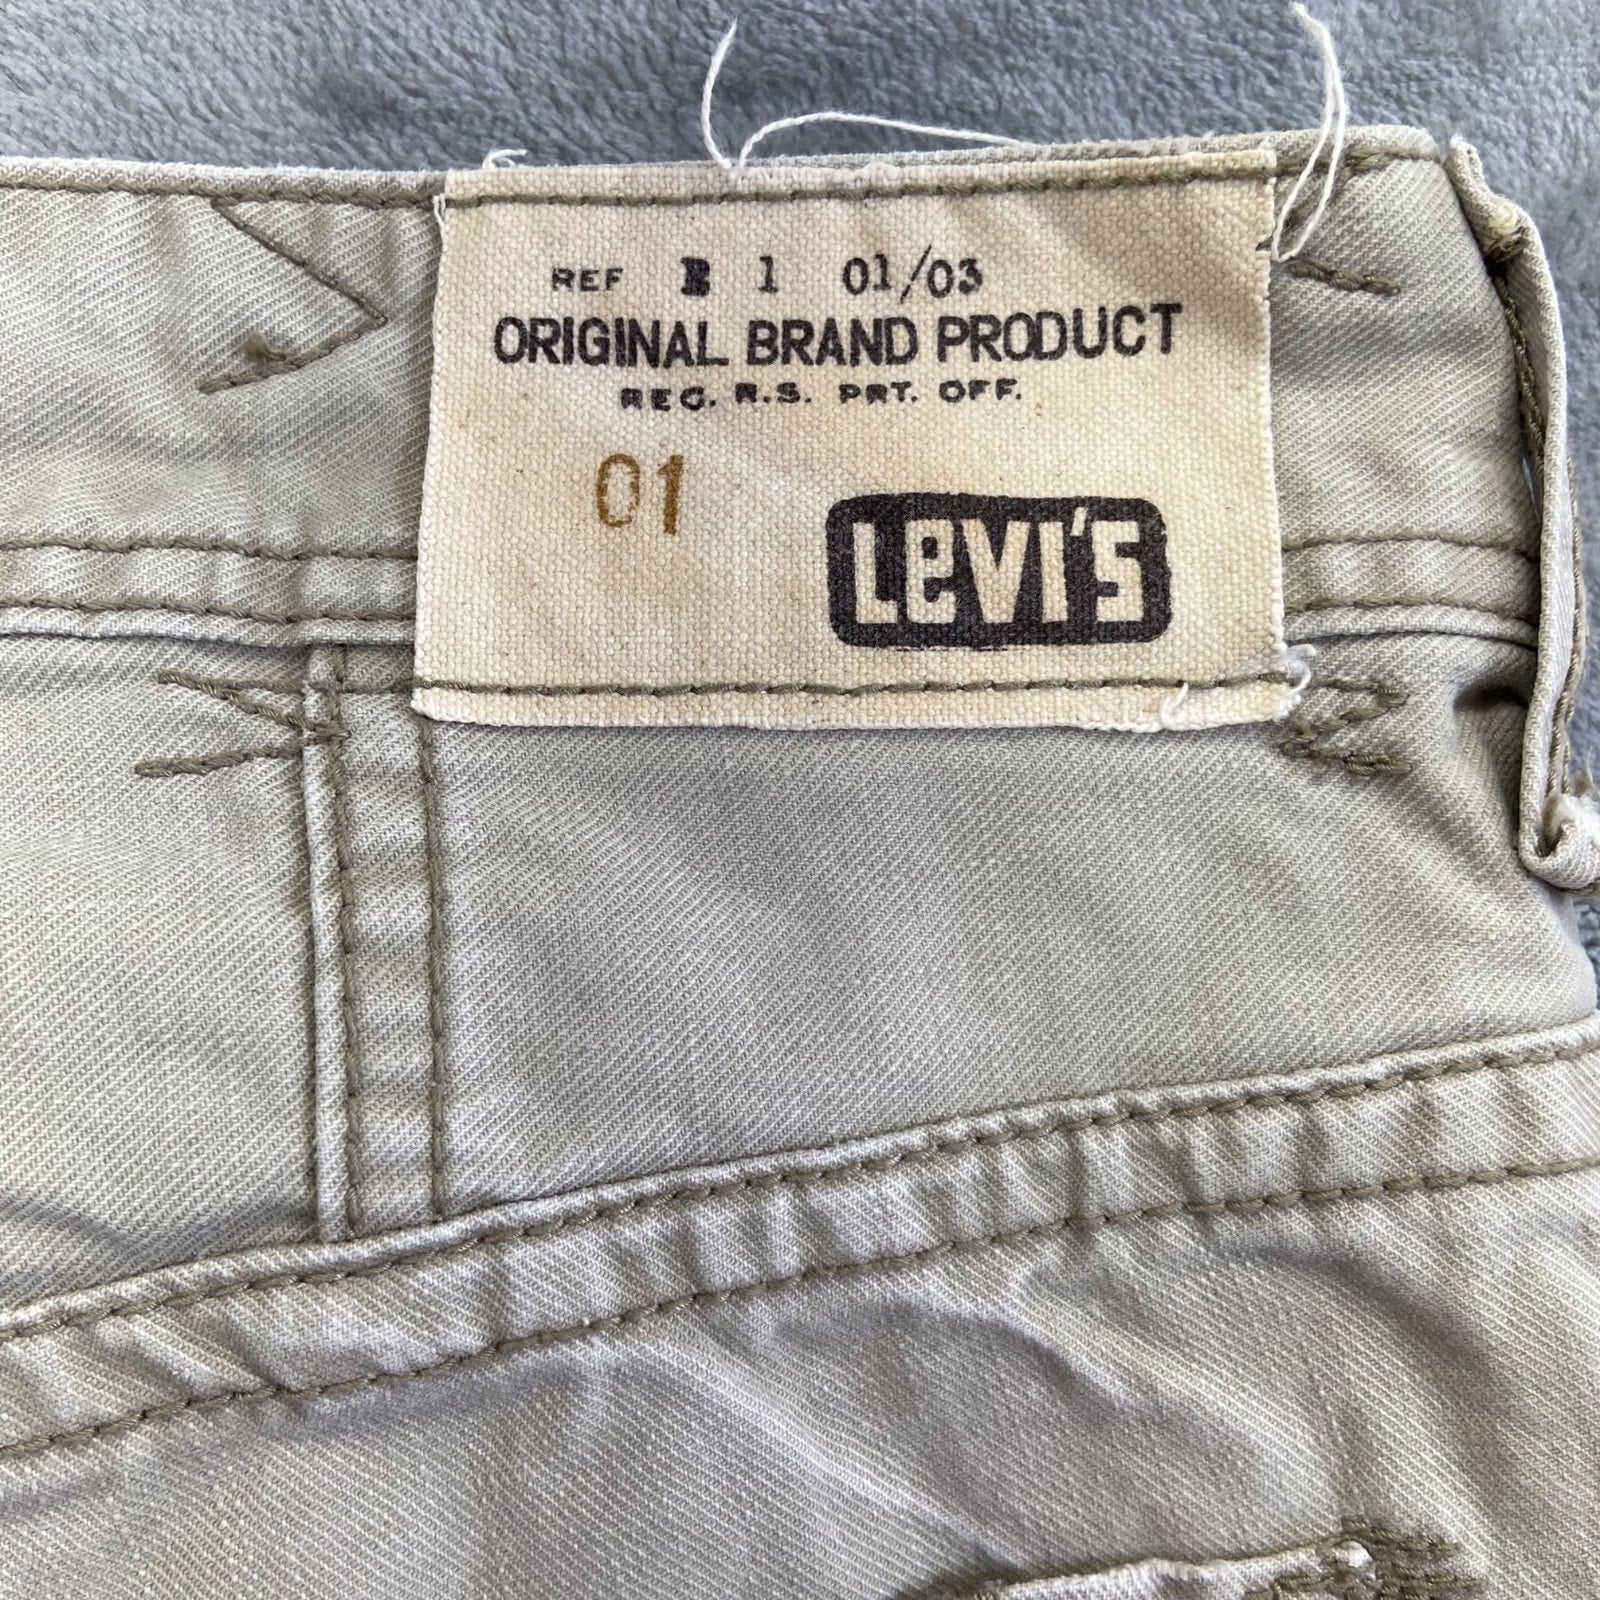 REF 1 01/03
ORIGINAL BRAND PRODUCT
REG. R.S. PRT. OFF.
01
LeVI'S